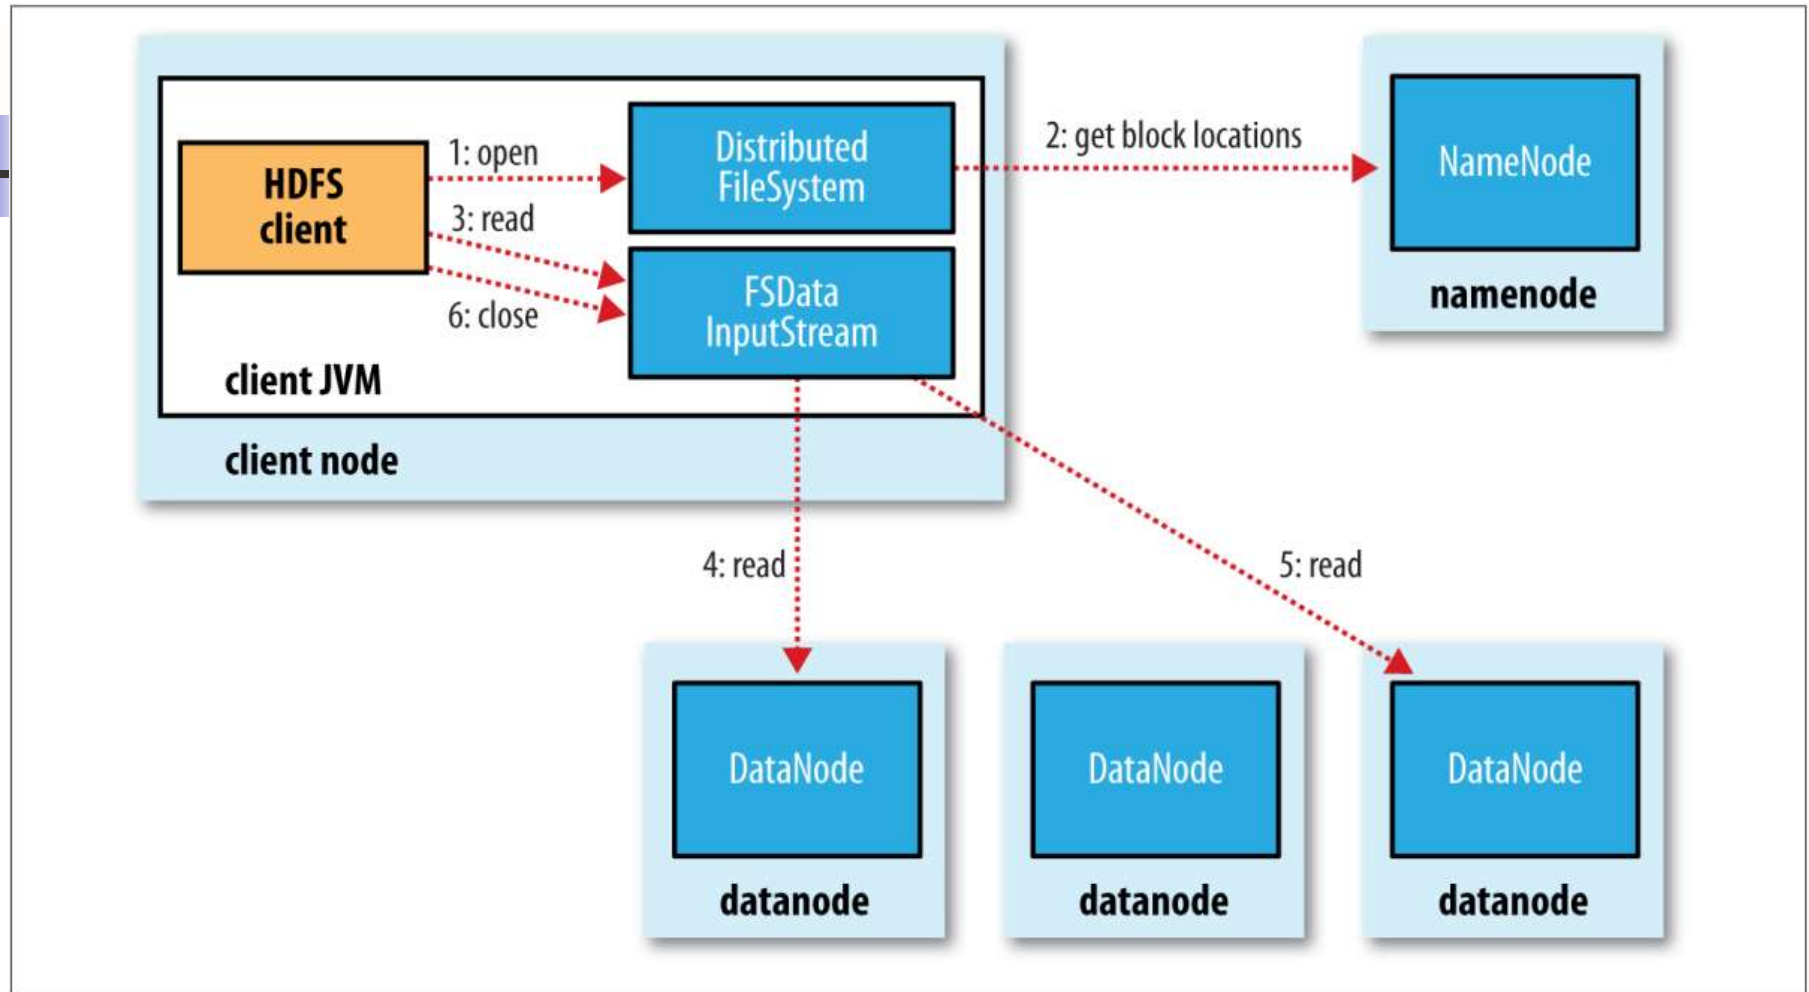 HDFS
client
1: open
3: read
6: close
Distributed
FileSystem
FSData
InputStream
client JVM
client node
2: get block locations
NameNode
namenode
4: read
5: read
DataNode
datanode
DataNode
datanode
DataNode
datanode